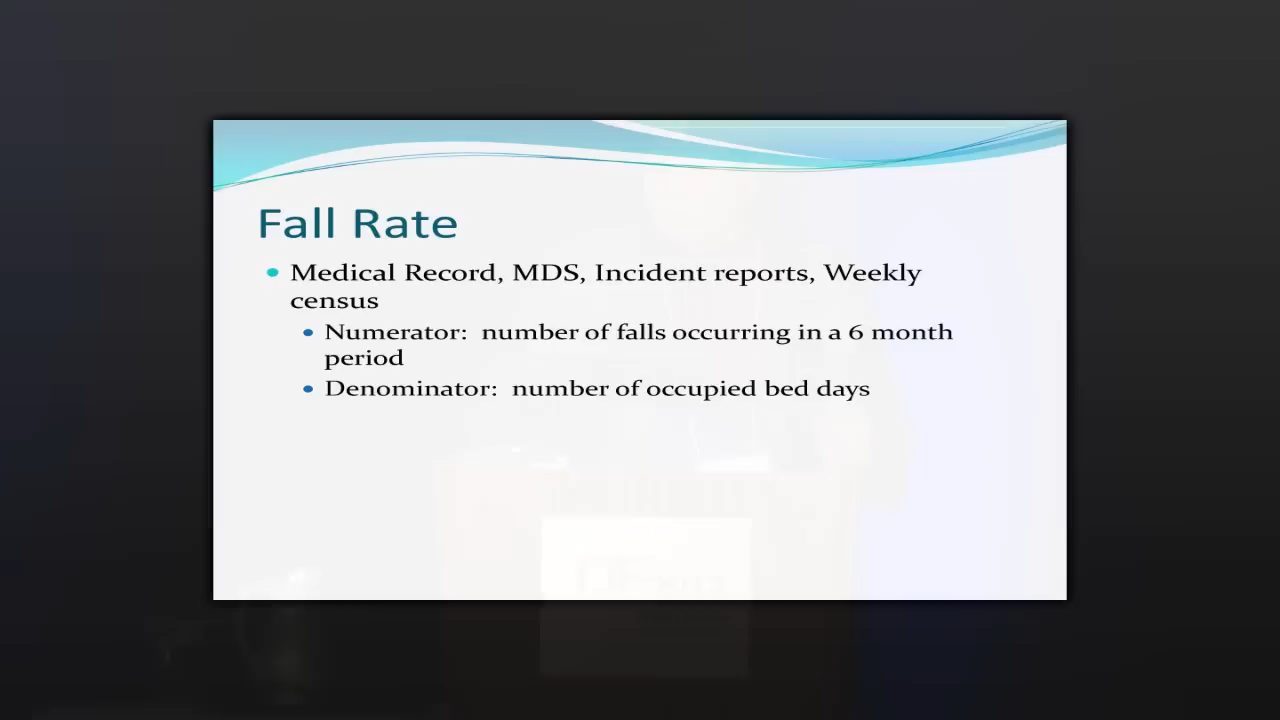 Fall Rate
Medical Record, MDS, Incident reports, Weekly
census
Numerator:  number of falls occurring in a 6 month
period
Denominator:  number of occupied bed days